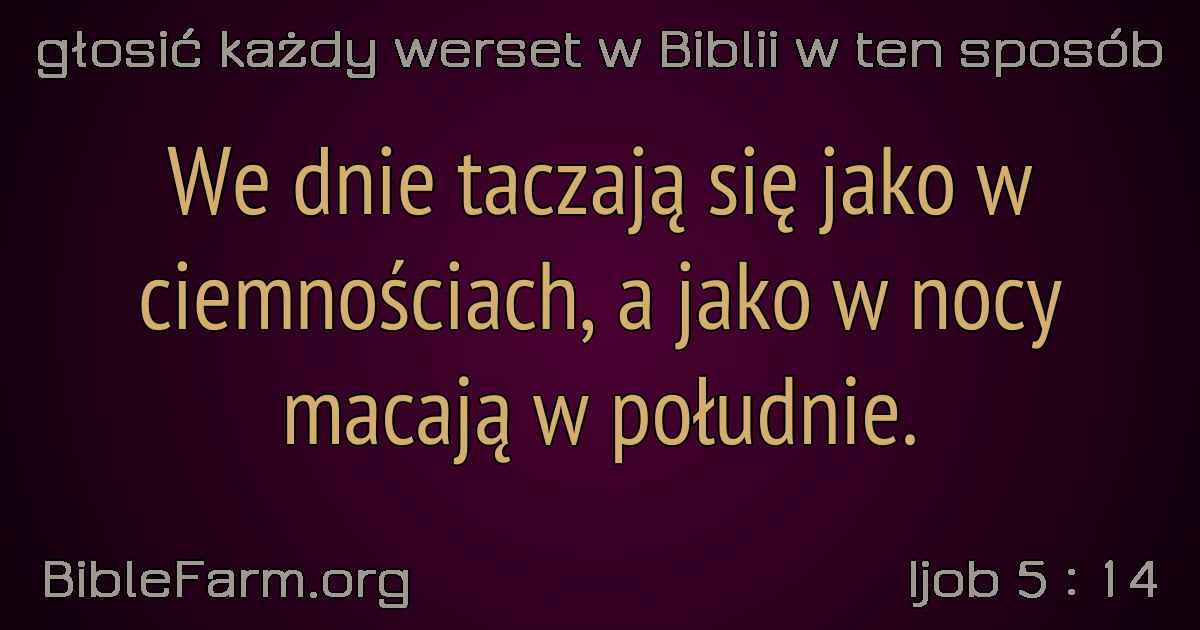 głosić każdy werset w Biblii w ten sposób
We dnie taczają się jako w
ciemnościach, a jako w nocy
macają w południe.
BibleFarm.org
Ijob 5 : 14